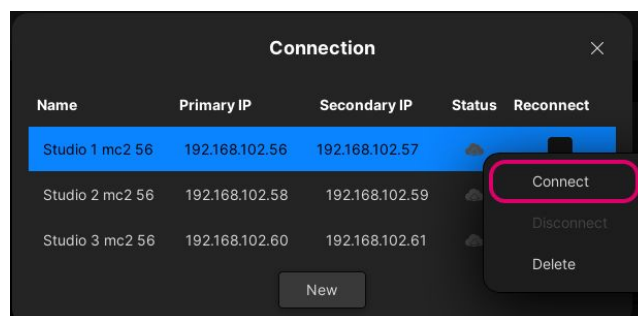 Connection
Name Primary IP Secondary IP Status Reconnect
Studio 1 mc2 56 192.168.102.56 192.168.102.57
Connect
Studio 2 mc2 56 192.168.102.58 192.168.102.59
Disconnect
Studio 3 mc2 56 192.168.102.60 192.168.102.61
Delete
New